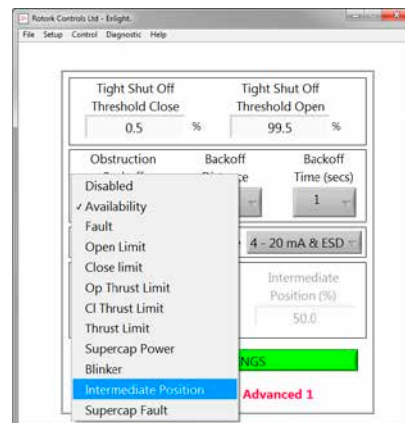 Rotork Controls Ltd - Enlight.
File Setup Control Diagnostic Help
Tight Shut Off Tight Shut Off
Threshold Close Threshold Open
0.5 % 99.5 %
Obstruction Backoff Backoff
Time (secs)
1
Disabled
✓ Availability
Fault
Open Limit
Close limit
Op Thrust Limit
Cl Thrust Limit
Thrust Limit
Supercap Power
Blinker
Intermediate Position
Supercap Fault
4 - 20 mA & ESD
Intermediate
Position (%)
50.0
Advanced 1